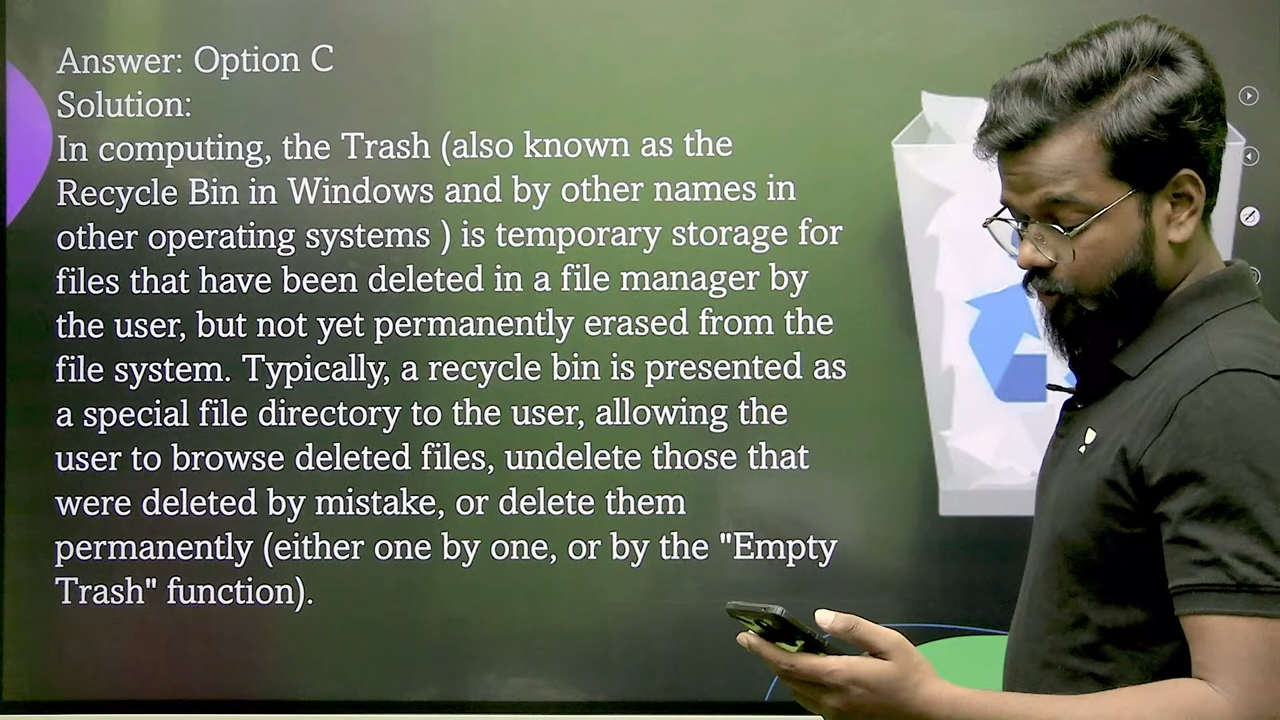 Answer: Option C
Solution:
In computing, the Trash (also known as the
Recycle Bin in Windows and by other names in
other operating systems ) is temporary storage for
files that have been deleted in a file manager by
the user, but not yet permanently erased from the
file system. Typically, a recycle bin is presented as
a special file directory to the user, allowing the
user to browse deleted files, undelete those that
were deleted by mistake, or delete them
permanently (either one by one, or by the "Empty
Trash" function).